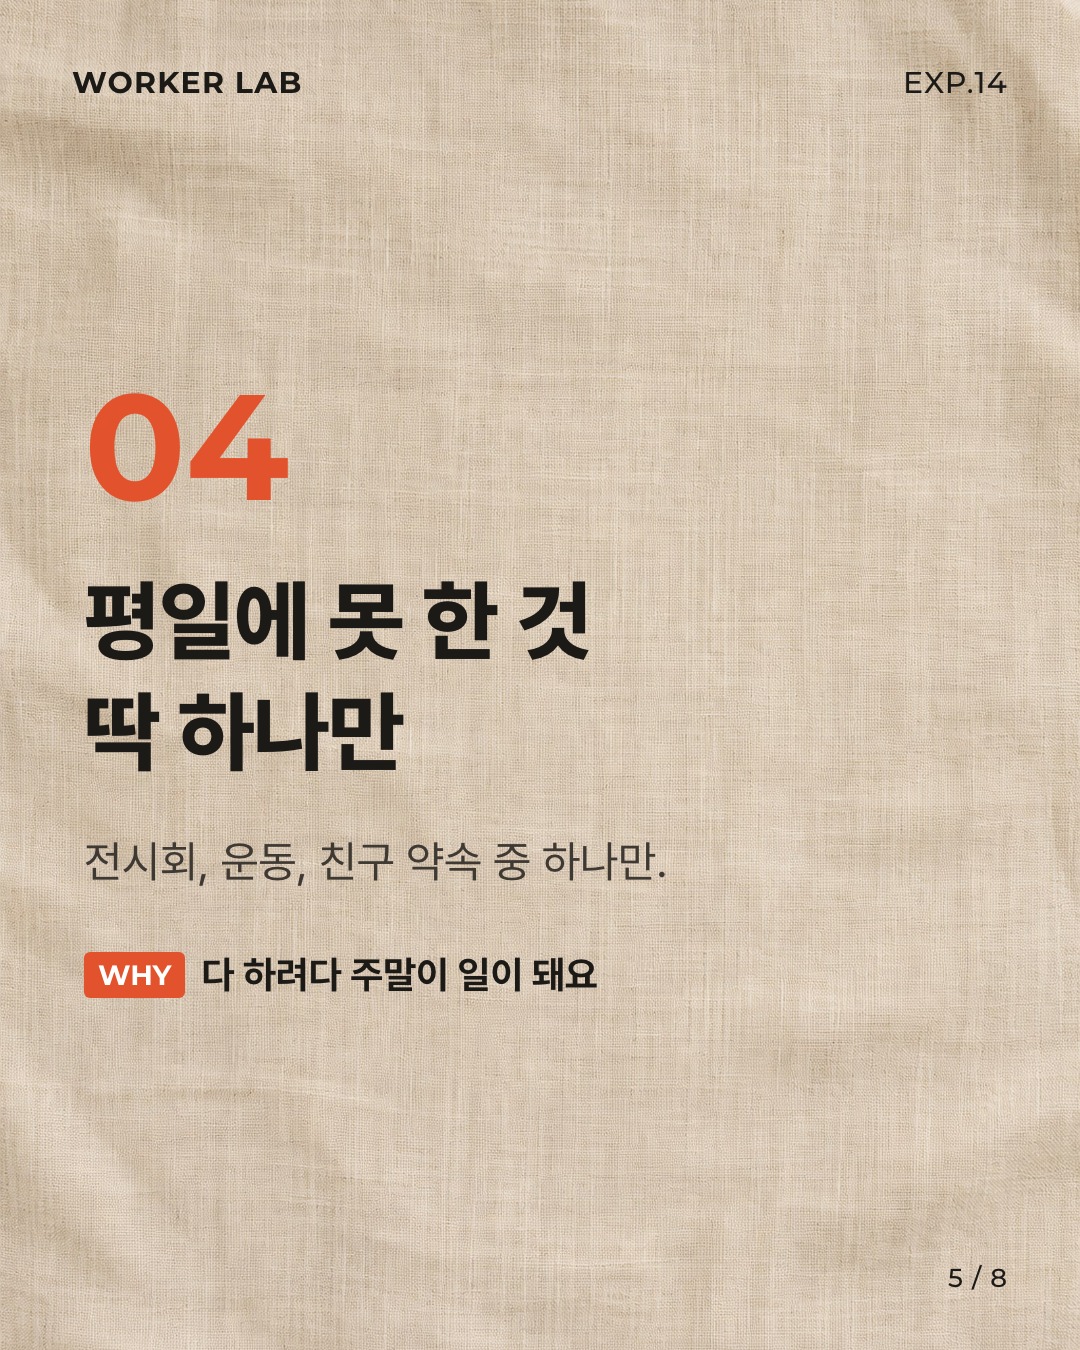 WORKER LAB
EXP.14
04
평일에 못 한 것
딱 하나만
전시회, 운동, 친구 약속 중 하나만.
WHY 다 하려다 주말이 일이 돼요
5 / 8